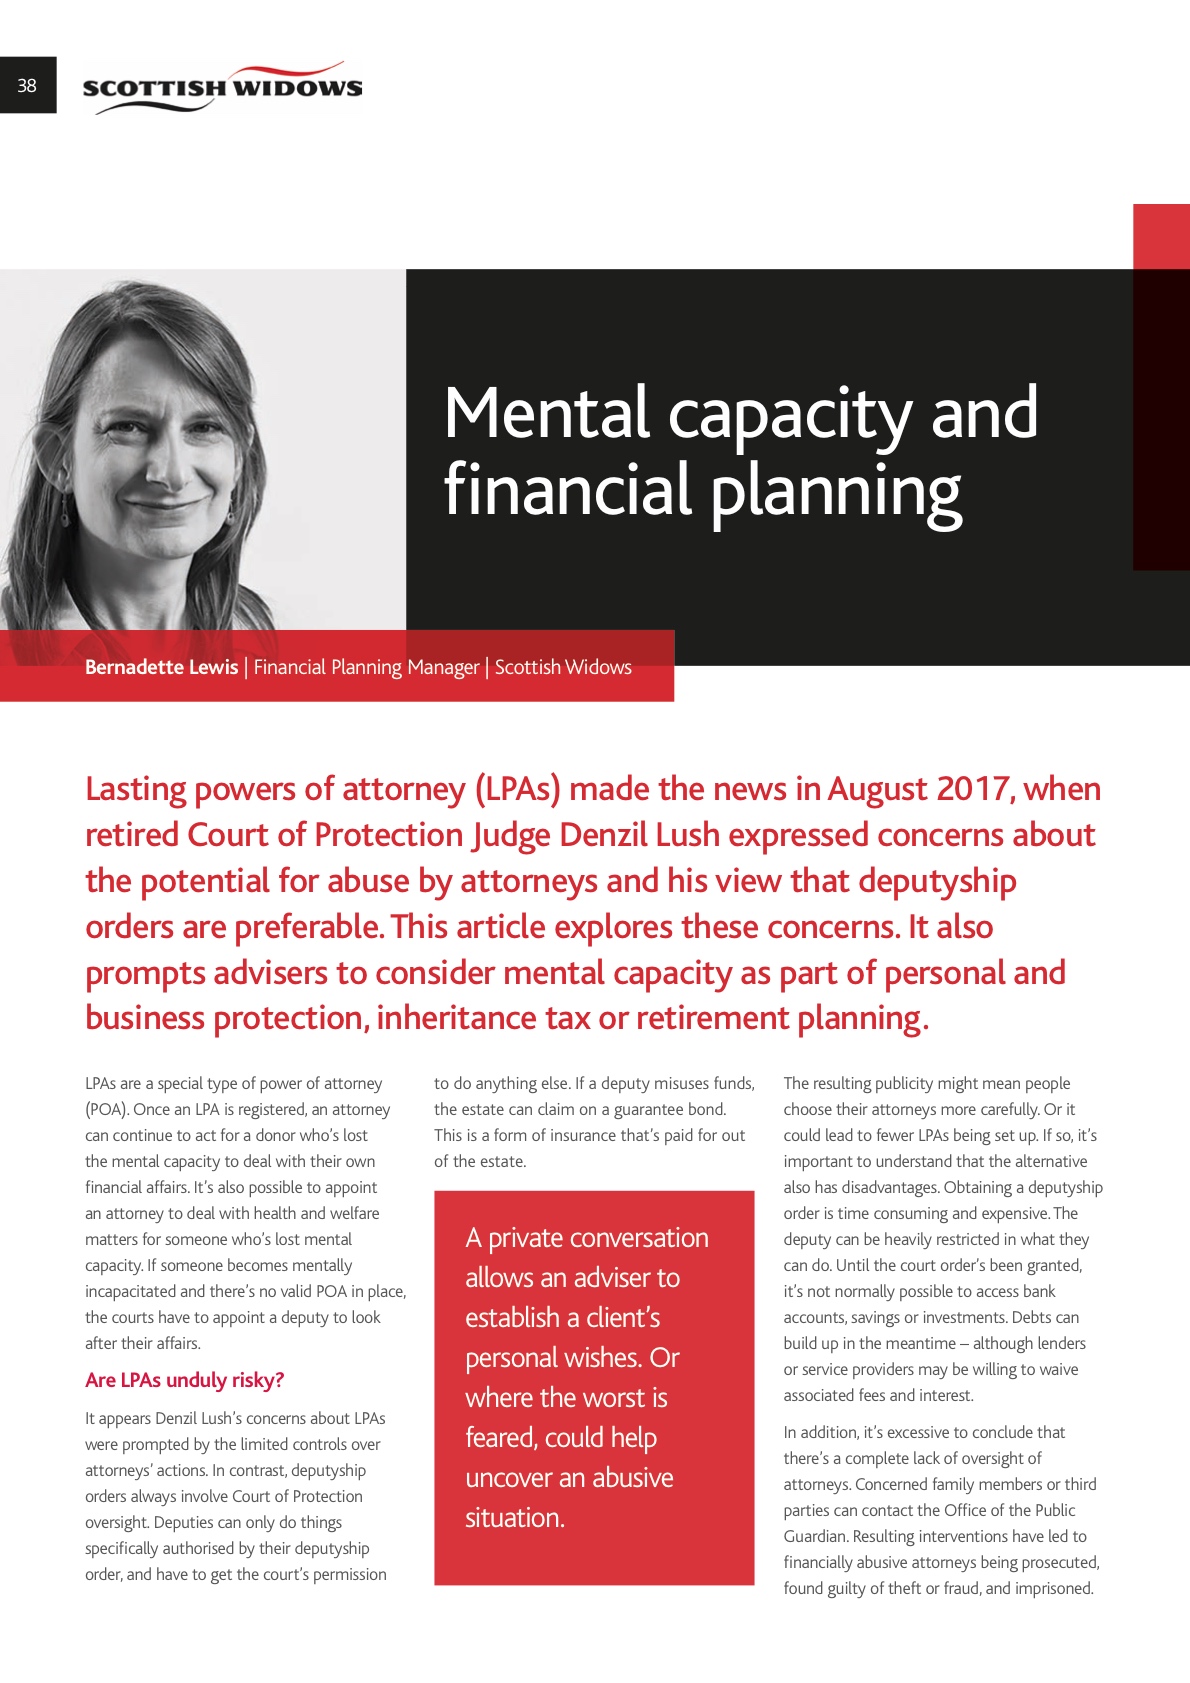 38
SCOTTISH WIDOWS
Mental capacity and
financial planning
Bernadette Lewis | Financial Planning Manager | Scottish Widows
Lasting powers of attorney (LPAs) made the news in August 2017, when
retired Court of Protection Judge Denzil Lush expressed concerns about
the potential for abuse by attorneys and his view that deputyship
orders are preferable. This article explores these concerns. It also
prompts advisers to consider mental capacity as part of personal and
business protection, inheritance tax or retirement planning.
LPAs are a special type of power of attorney
(POA). Once an LPA is registered, an attorney
can continue to act for a donor who’s lost
the mental capacity to deal with their own
financial affairs. It’s also possible to appoint
an attorney to deal with health and welfare
matters for someone who’s lost mental
capacity. If someone becomes mentally
incapacitated and there’s no valid POA in place,
the courts have to appoint a deputy to look
after their affairs.
Are LPAs unduly risky?
It appears Denzil Lush’s concerns about LPAs
were prompted by the limited controls over
attorneys’ actions. In contrast, deputyship
orders always involve Court of Protection
oversight. Deputies can only do things
specifically authorised by their deputyship
order, and have to get the court’s permission
to do anything else. If a deputy misuses funds,
the estate can claim on a guarantee bond.
This is a form of insurance that’s paid for out
of the estate.
A private conversation
allows an adviser to
establish a client’s
personal wishes. Or
where the worst is
feared, could help
uncover an abusive
situation.
The resulting publicity might mean people
choose their attorneys more carefully. Or it
could lead to fewer LPAs being set up. If so, it’s
important to understand that the alternative
also has disadvantages. Obtaining a deputyship
order is time consuming and expensive. The
deputy can be heavily restricted in what they
can do. Until the court order’s been granted,
it’s not normally possible to access bank
accounts, savings or investments. Debts can
build up in the meantime – although lenders
or service providers may be willing to waive
associated fees and interest.
In addition, it’s excessive to conclude that
there’s a complete lack of oversight of
attorneys. Concerned family members or third
parties can contact the Office of the Public
Guardian. Resulting interventions have led to
financially abusive attorneys being prosecuted,
found guilty of theft or fraud, and imprisoned.